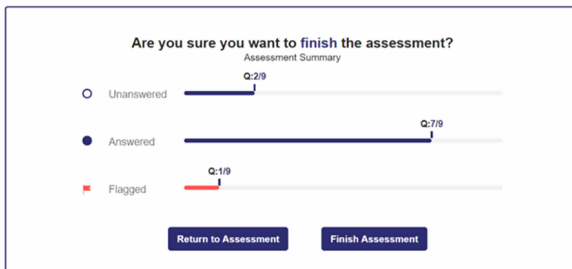 Are you sure you want to finish the assessment?
Assessment Summary
Q:2/9
Unanswered
Q:7/9
Answered
Q:1/9
Flagged
Return to Assessment Finish Assessment